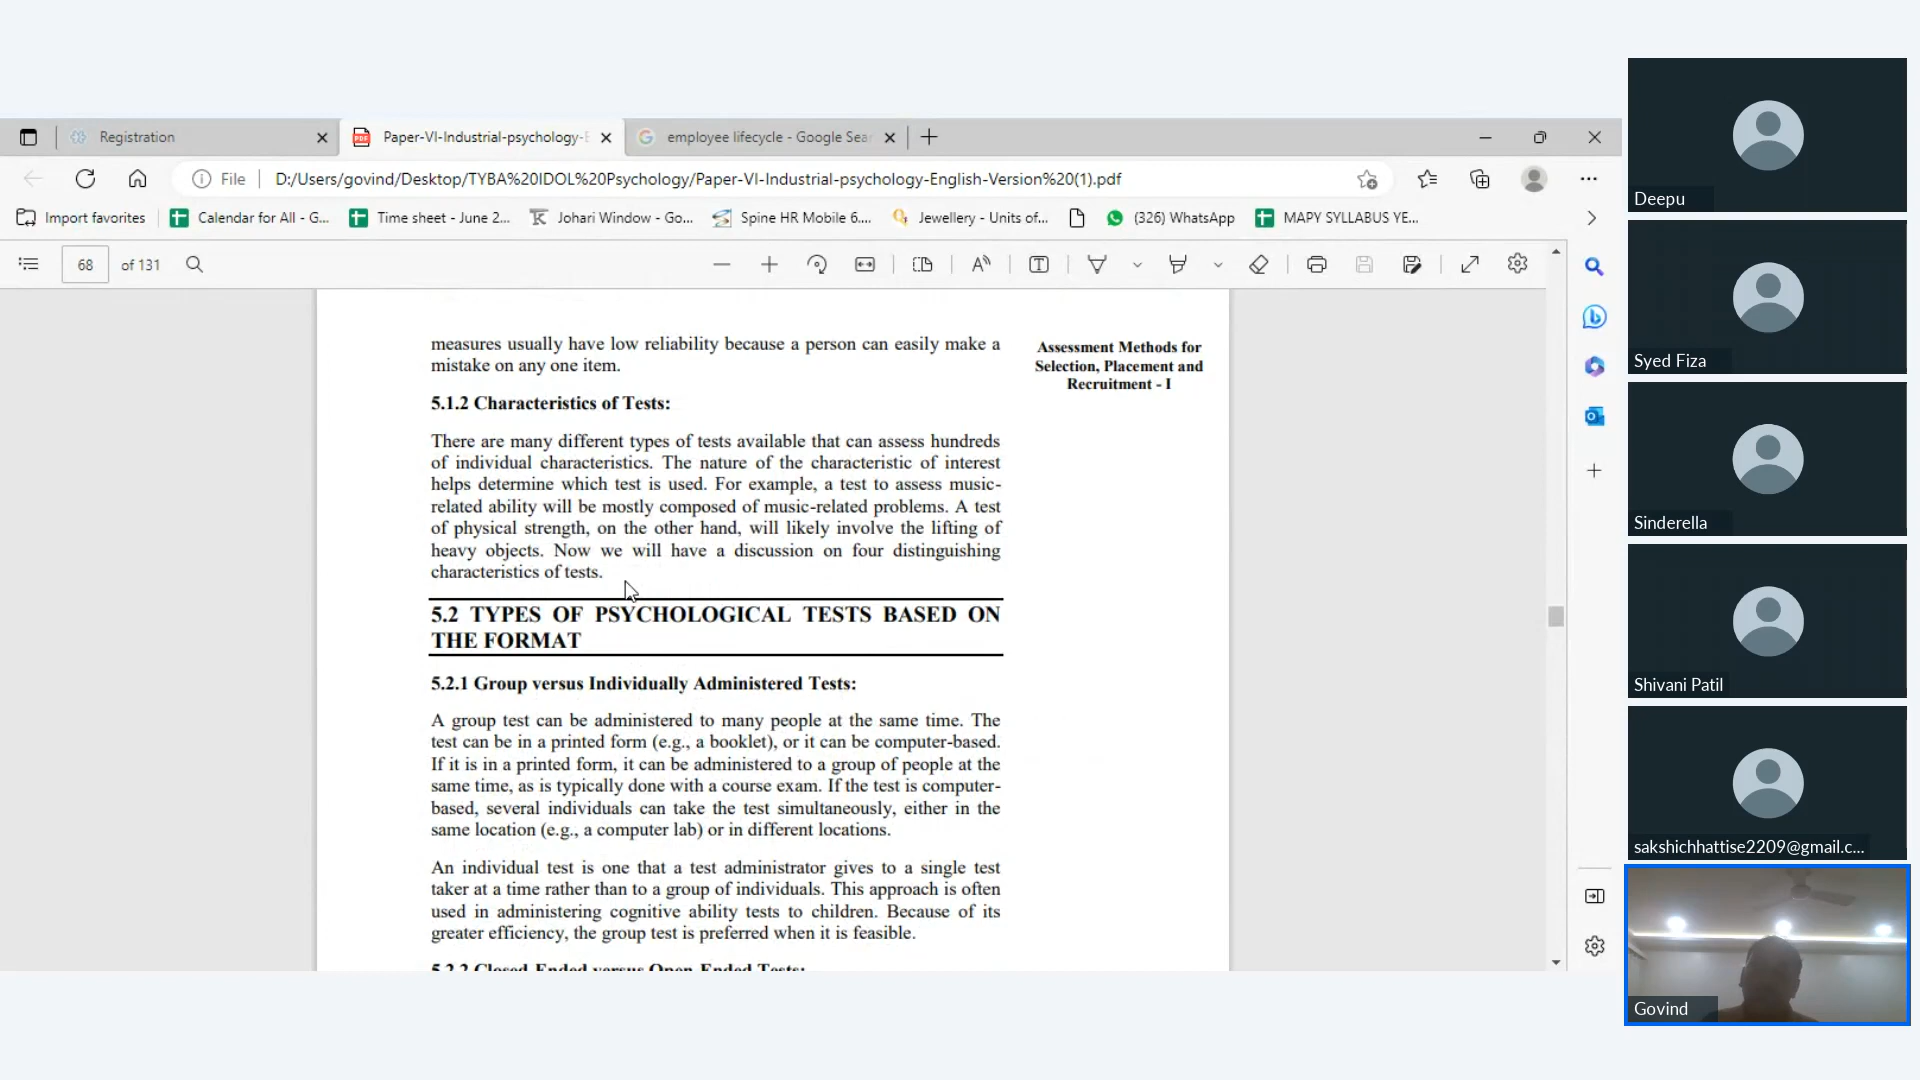 Registration
Paper-VI-Industrial-psychology-E
employee lifecycle - Google Sea
File
D:/Users/govind/Desktop/TYBA%20IDOL%20Psychology/Paper-VI-Industrial-psychology-English-Version%20(1).pdf
Import favorites
Calendar for All - G...
Time sheet - June 2...
Johari Window - Go...
Spine HR Mobile 6....
Jewellery - Units of...
(326) WhatsApp
MAPY SYLLABUS YE...
68 of 131
measures usually have low reliability because a person can easily make a
mistake on any one item.
Assessment Methods for
Selection, Placement and
Recruitment - I
5.1.2 Characteristics of Tests:
There are many different types of tests available that can assess hundreds
of individual characteristics. The nature of the characteristic of interest
helps determine which test is used. For example, a test to assess music-
related ability will be mostly composed of music-related problems. A test
of physical strength, on the other hand, will likely involve the lifting of
heavy objects. Now we will have a discussion on four distinguishing
characteristics of tests.
5.2 TYPES OF PSYCHOLOGICAL TESTS BASED ON
THE FORMAT
5.2.1 Group versus Individually Administered Tests:
A group test can be administered to many people at the same time. The
test can be in a printed form (e.g., a booklet), or it can be computer-based.
If it is in a printed form, it can be administered to a group of people at the
same time, as is typically done with a course exam. If the test is computer-
based, several individuals can take the test simultaneously, either in the
same location (e.g., a computer lab) or in different locations.
An individual test is one that a test administrator gives to a single test
taker at a time rather than to a group of individuals. This approach is often
used in administering cognitive ability tests to children. Because of its
greater efficiency, the group test is preferred when it is feasible.
5.2.2 Closed-Ended versus Open-Ended Tests:
Deepu
Syed Fiza
Sinderella
Shivani Patil
sakshichhattise2209@gmail.c...
Govind